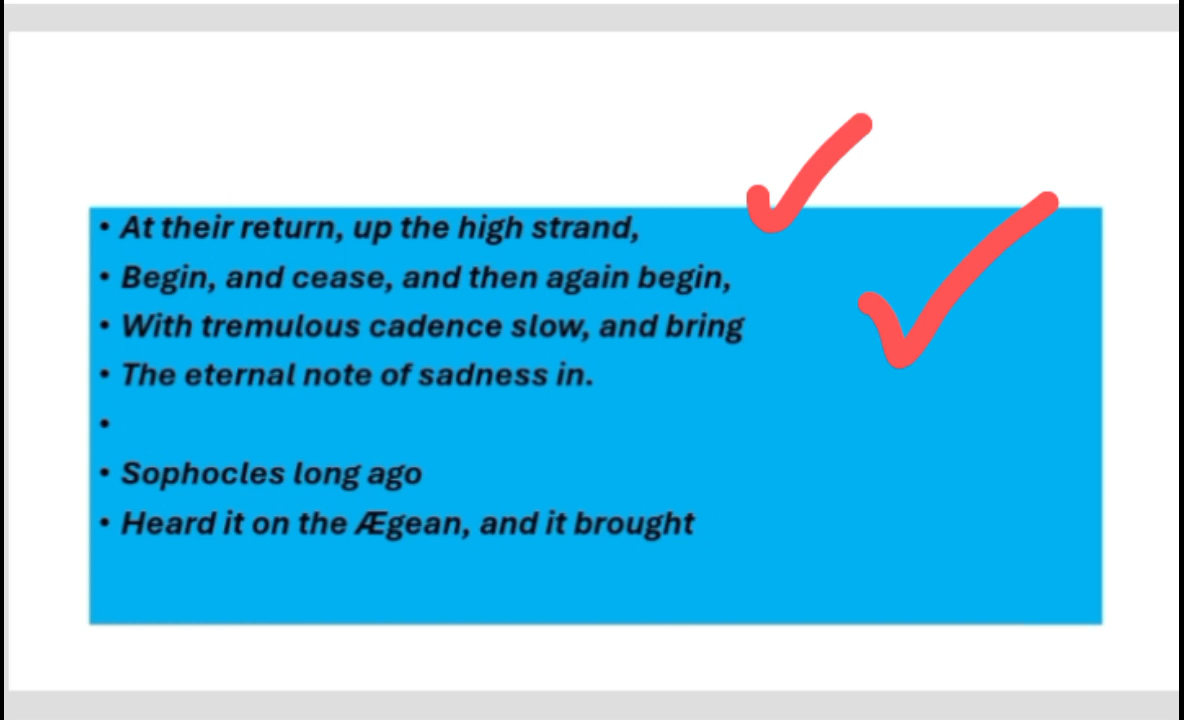 • At their return, up the high strand,
• Begin, and cease, and then again begin,
• With tremulous cadence slow, and bring
• The eternal note of sadness in.
•
• Sophocles long ago
• Heard it on the Ægean, and it brought